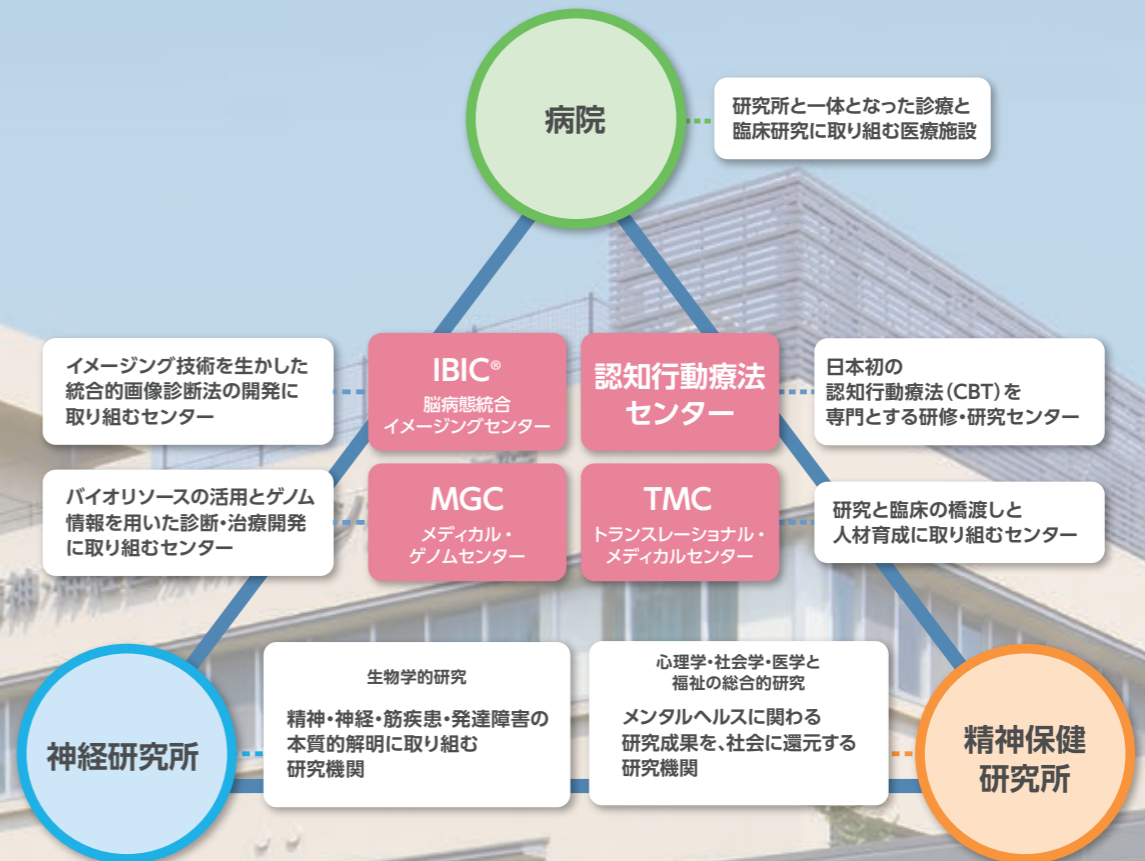 病院
研究所と一体となった診療と
臨床研究に取り組む医療施設
イメージング技術を生かした
統合的画像診断法の開発に
取り組むセンター
IBIC®
脳病態統合
イメージングセンター
認知行動療法
センター
日本初の
認知行動療法(CBT)を
専門とする研修・研究センター
バイオリソースの活用とゲノム
情報を用いた診断・治療開発
に取り組むセンター
MGC
メディカル・
ゲノムセンター
TMC
トランスレーショナル・
メディカルセンター
研究と臨床の橋渡しと
人材育成に取り組むセンター
神経研究所
生物学的研究
精神・神経・筋疾患・発達障害の
本質的解明に取り組む
研究機関
心理学・社会学・医学と
福祉の総合的研究
メンタルヘルスに関わる
研究成果を、社会に還元する
研究機関
精神保健
研究所